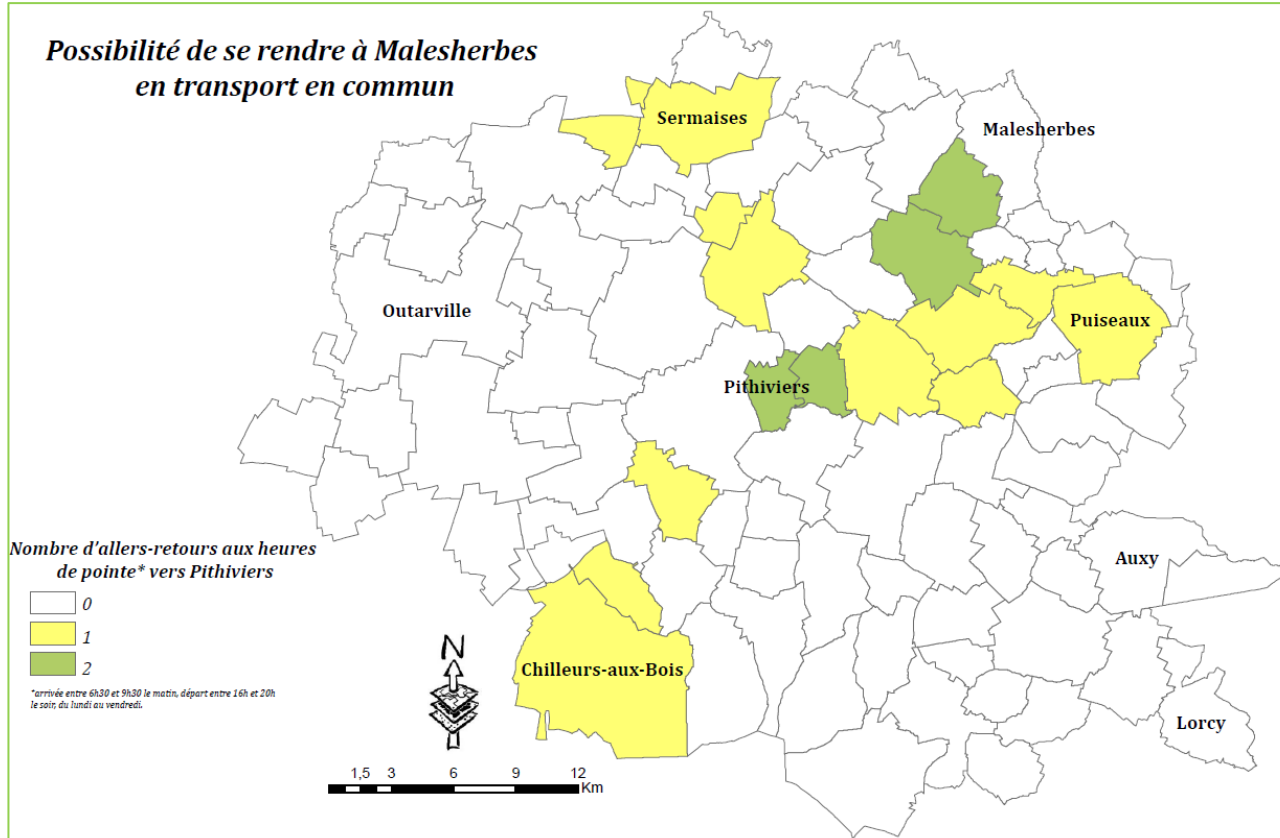 Possibilité de se rendre à Malesherbes
en transport en commun
Sermaises
Malesherbes
Outarville
Puiseaux
Pithiviers
Auxy
Chilleurs-aux-Bois
Lorcy
Nombre d'allers-retours aux heures
de pointe* vers Pithiviers
0
1
2
*arrivée entre 6h30 et 9h30 le matin, départ entre 16h et 20h
le soir, du lundi au vendredi.
N
1,5 3 6 9 12
Km